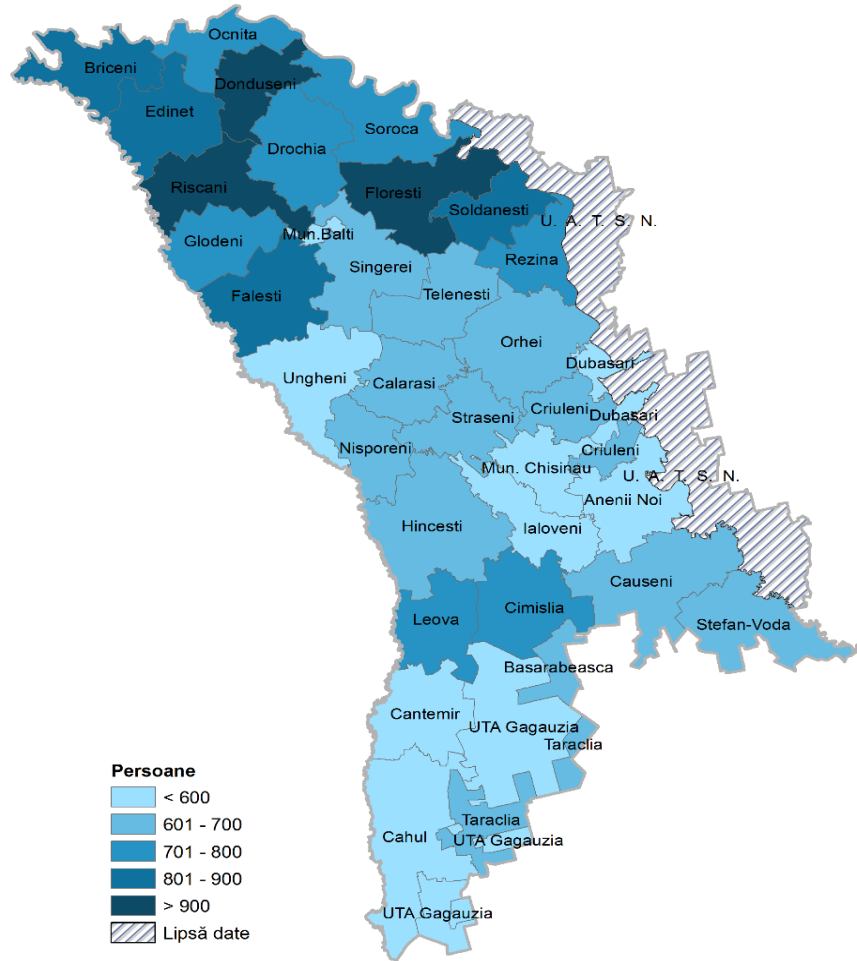 Ocnita
Briceni
Donduseni
Edinet
Soroca
Drochia
Riscani
Floresti
Soldanesti
U. A. T. S. N.
Glodeni
Mun.Balti
Rezina
Singerei
Falesti
Telenesti
Orhei
Dubasari
Ungheni
Calarasi
Criuleni
Dubasari
Straseni
Nisporeni
Criuleni
Mun. Chisinau
U. A. T. S. N.
Anenii Noi
Hincesti
Ialoveni
Causeni
Cimislia
Leova
Stefan-Voda
Basarabeasca
Cantemir
UTA Gagauzia
Taraclia
Taraclia
Cahul
UTA Gagauzia
UTA Gagauzia
Persoane
< 600
601 - 700
701 - 800
801 - 900
> 900
Lipsă date